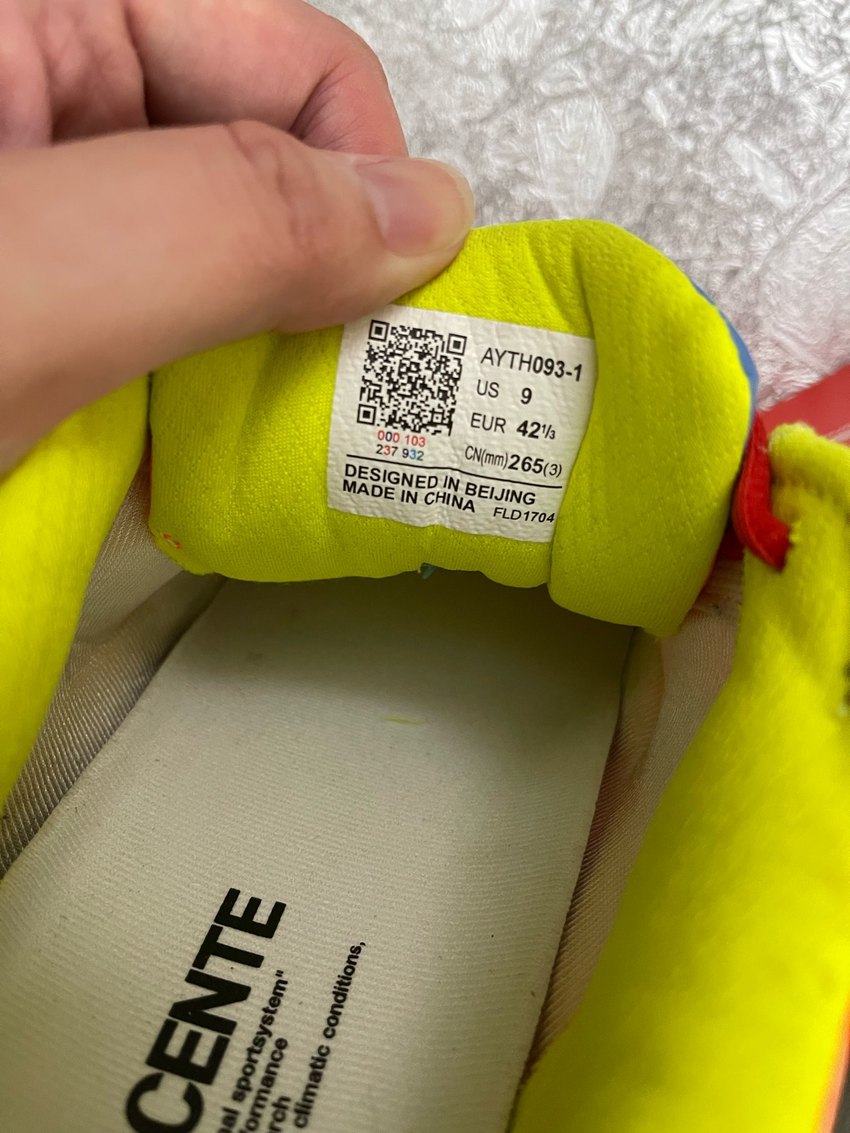 AYTH093-1
US 9
EUR 42⅓
CN(mm)265(3)
000 103
237 932
DESIGNED IN BEIJING
MADE IN CHINA
FLD1704
CENTE
sportsystem"
climatic conditions,